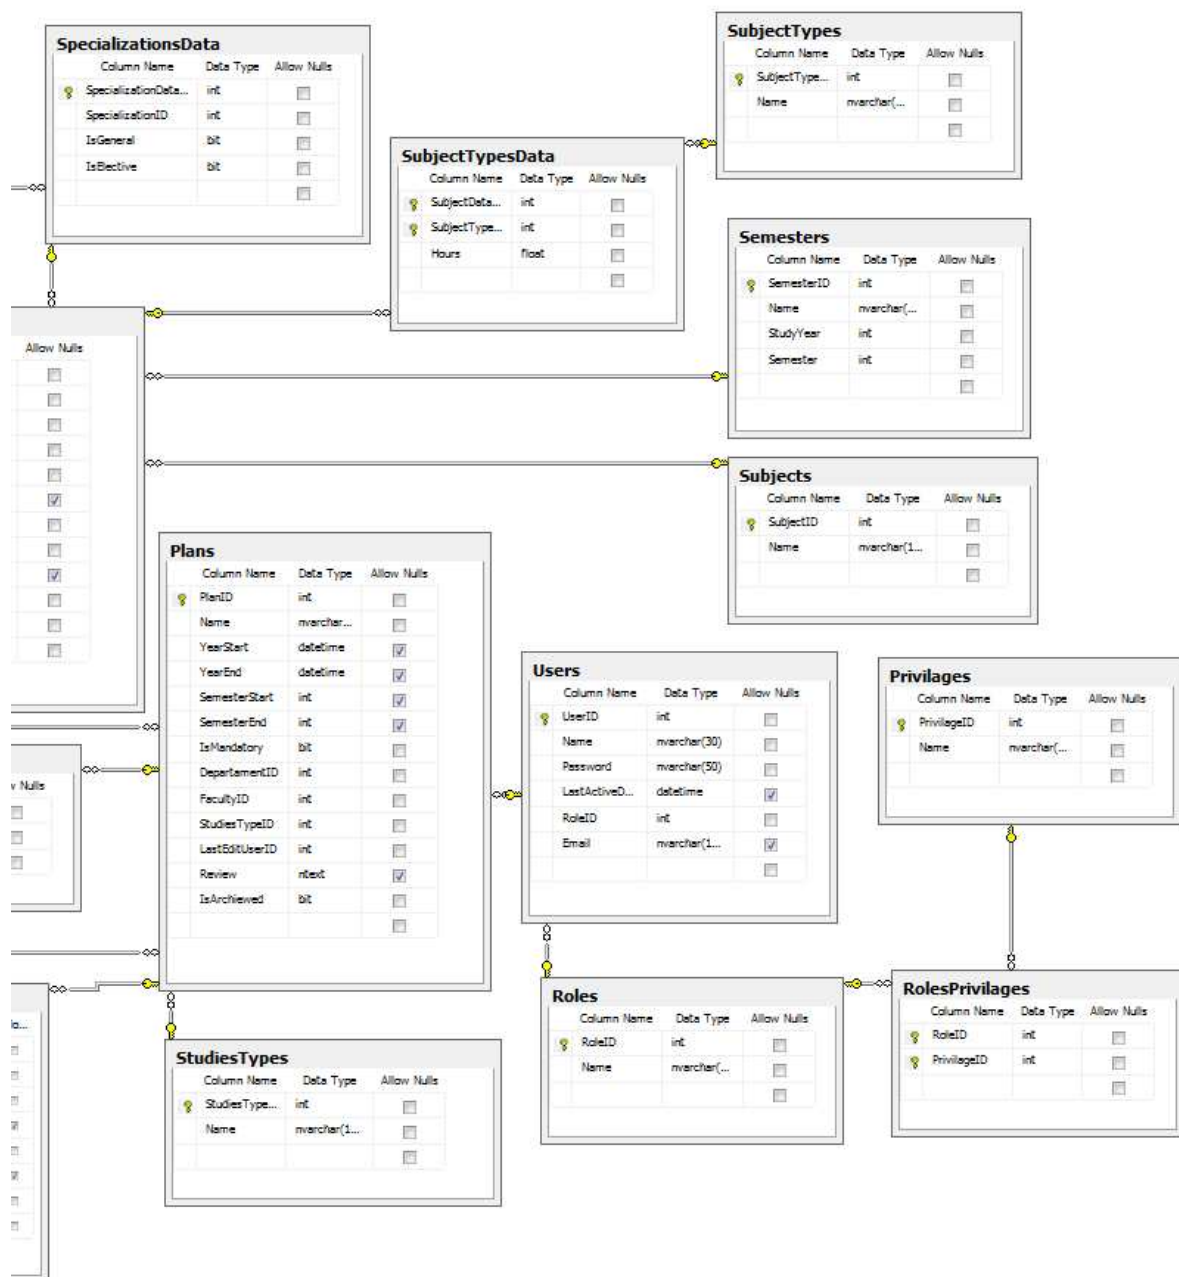 SpecializationsData
Column Name Data Type Allow Nulls
SpecializationData... int
SpecializationID int
IsGeneral bit
IsElective bit
SubjectTypes
Column Name Data Type Allow Nulls
SubjectType... int
Name nvarchar(...
SubjectTypesData
Column Name Data Type Allow Nulls
SubjectData... int
SubjectType... int
Hours float
Semesters
Column Name Data Type Allow Nulls
SemesterID int
Name nvarchar(...
StudyYear int
Semester int
Allow Nulls
Subjects
Column Name Data Type Allow Nulls
SubjectID int
Name nvarchar(1...
Plans
Column Name Data Type Allow Nulls
PlanID int
Name nvarchar...
YearStart datetime
YearEnd datetime
SemesterStart int
SemesterEnd int
IsMandatory bit
DepartamentID int
FacultyID int
StudiesTypeID int
LastEditUserID int
Review ntext
IsArchiewed bit
Users
Column Name Data Type Allow Nulls
UserID int
Name nvarchar(30)
Password nvarchar(50)
LastActiveD... datetime
RoleID int
Email nvarchar(1...
Privilages
Column Name Data Type Allow Nulls
PrivilageID int
Name nvarchar(...
Nulls
Roles
Column Name Data Type Allow Nulls
RoleID int
Name nvarchar(...
RolesPrivilages
Column Name Data Type Allow Nulls
RoleID int
PrivilageID int
StudiesTypes
Column Name Data Type Allow Nulls
StudiesType... int
Name nvarchar(1...